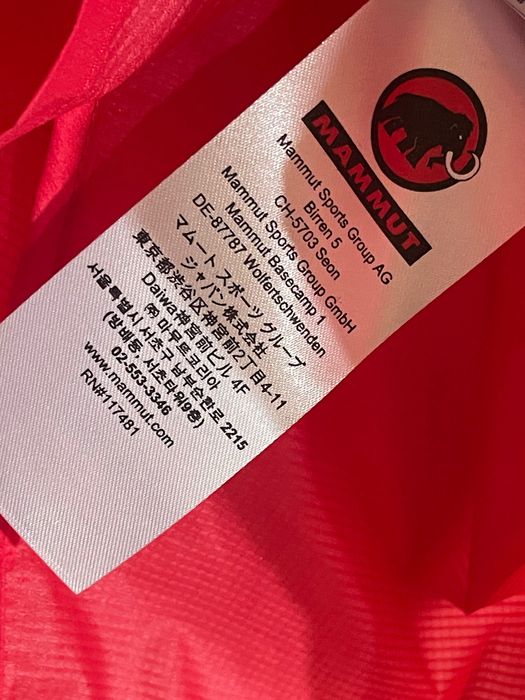 MAMMUT
Mammut Sports Group AG
Birren 5
CH-5703 Seon
Mammut Sports Group GmbH
Mammut Basecamp 1
DE-87787 Wolfertschwenden
マムート スポーツ グループ
ジャパン 株式会社
東京都渋谷区神宮前2丁目4-11
Daiwa神宮前ビル 4F
㈜ 마무트코리아
서울특별시 서초구 남부순환로 2215
(방배동, 서초타워9층)
02-553-3346
www.mammut.com
RN#117481